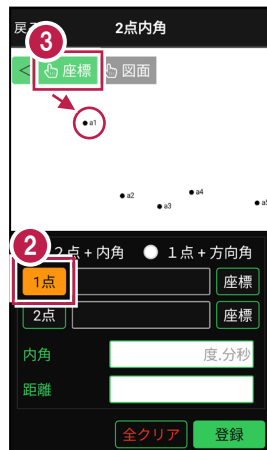 戻 2点内角
3
< 座標 図面
a1
a2 a4
a3 a5
2
2点+内角 1点+方向角
1点 座標
2点 座標
内角 度.分秒
距離
全クリア 登録